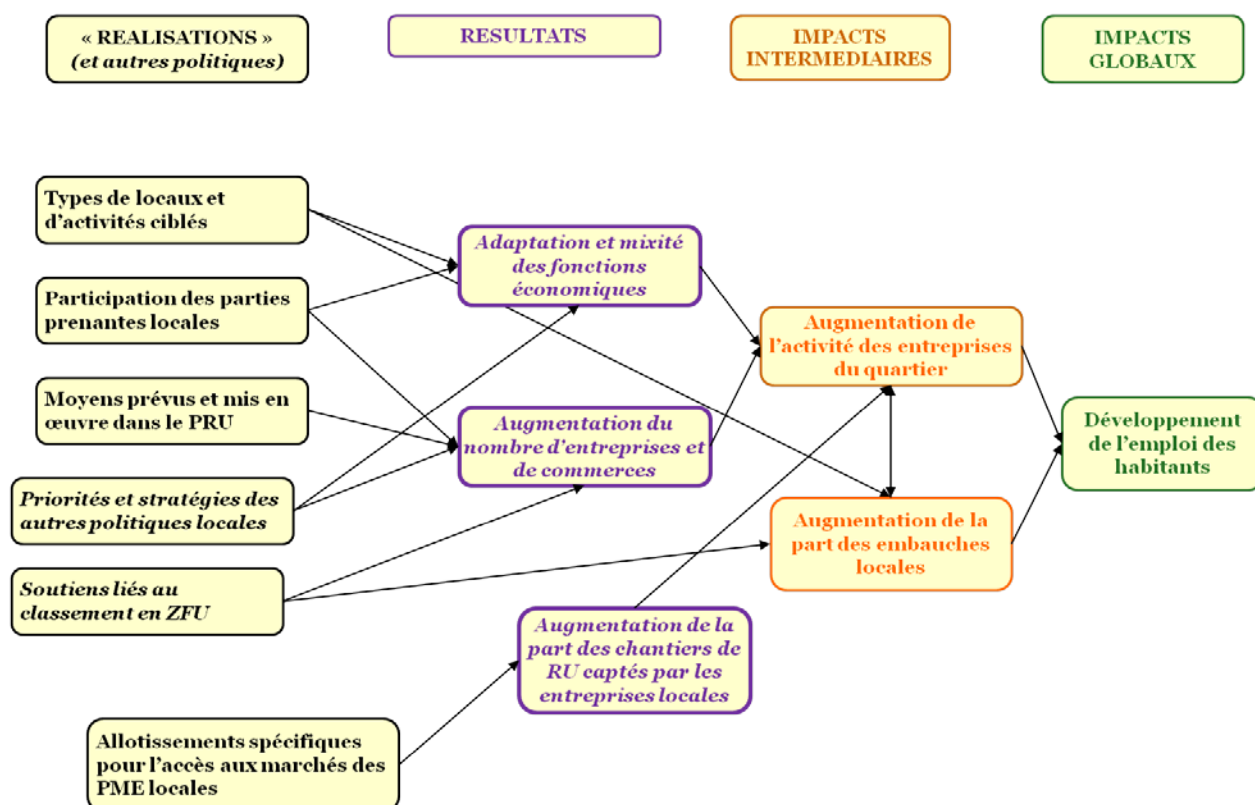 « REALISATIONS »
(et autres politiques)
RESULTATS
IMPACTS
INTERMEDIAIRES
IMPACTS
GLOBAUX
Types de locaux et
d’activités ciblés
Adaptation et mixité
des fonctions
économiques
Participation des parties
prenantes locales
Augmentation de
l’activité des entreprises
du quartier
Moyens prévus et mis en
œuvre dans le PRU
Augmentation du
nombre d’entreprises et
de commerces
Développement
de l’emploi des
habitants
Priorités et stratégies des
autres politiques locales
Augmentation de la
part des embauches
locales
Soutiens liés au
classement en ZFU
Augmentation de la
part des chantiers de
RU captés par les
entreprises locales
Allotissements spécifiques
pour l’accès aux marchés des
PME locales